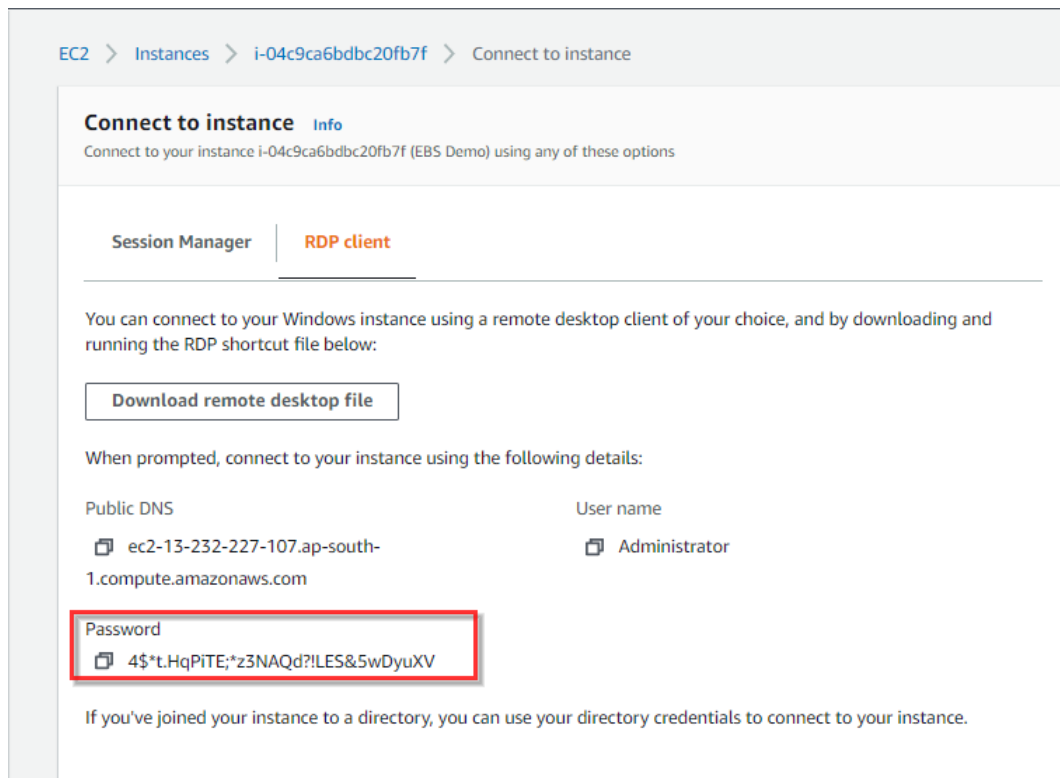 EC2 > Instances > i-04c9ca6bdbc20fb7f > Connect to instance
Connect to instance Info
Connect to your instance i-04c9ca6bdbc20fb7f (EBS Demo) using any of these options
Session Manager RDP client
You can connect to your Windows instance using a remote desktop client of your choice, and by downloading and
running the RDP shortcut file below:
Download remote desktop file
When prompted, connect to your instance using the following details:
Public DNS User name
ec2-13-232-227-107.ap-south- Administrator
1.compute.amazonaws.com
Password
4$*t.HqPiTE;*z3NAQd?!LES&5wDyuXV
If you've joined your instance to a directory, you can use your directory credentials to connect to your instance.